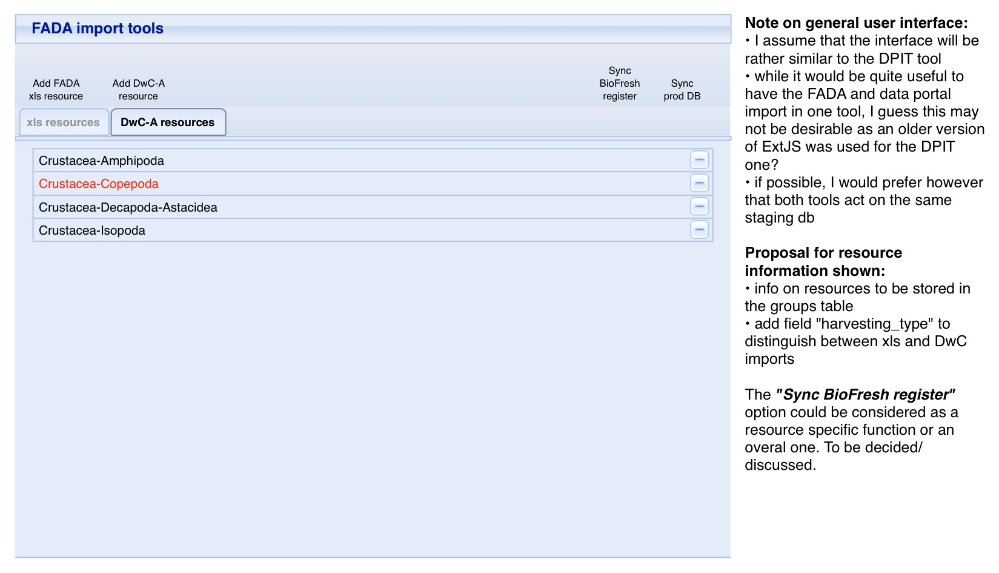 FADA import tools
Add FADA
xls resource
Add DwC-A
resource
Sync
BioFresh
register
Sync
prod DB
xls resources
DwC-A resources
Crustacea-Amphipoda
Crustacea-Copepoda
Crustacea-Decapoda-Astacidea
Crustacea-Isopoda
Note on general user interface:
• I assume that the interface will be
rather similar to the DPIT tool
• while it would be quite useful to
have the FADA and data portal
import in one tool, I guess this may
not be desirable as an older version
of ExtJS was used for the DPIT
one?
• if possible, I would prefer however
that both tools act on the same
staging db
Proposal for resource
information shown:
• info on resources to be stored in
the groups table
• add field "harvesting_type" to
distinguish between xls and DwC
imports
The "Sync BioFresh register"
option could be considered as a
resource specific function or an
overal one. To be decided/
discussed.